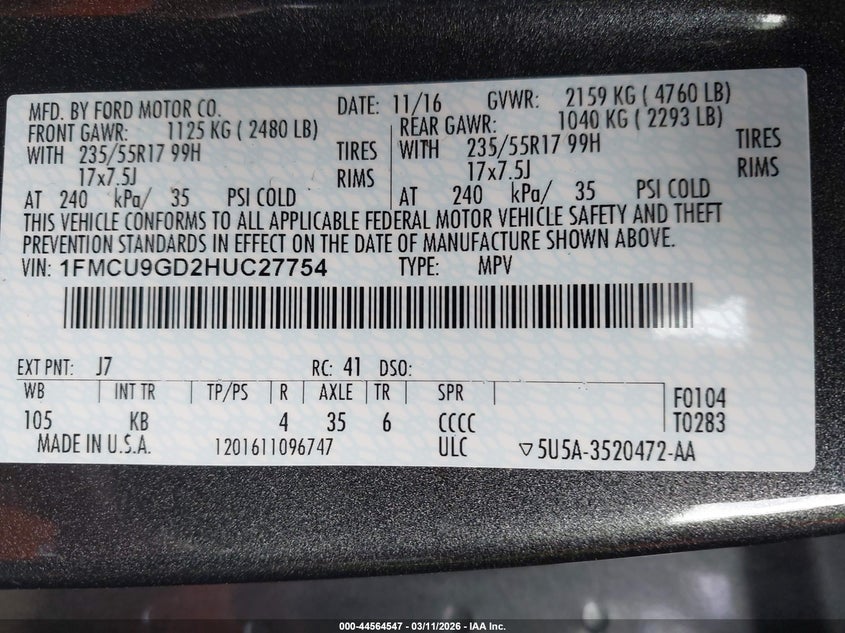 MFD. BY FORD MOTOR CO. DATE: 11/16 GVWR: 2159 KG ( 4760 LB)
FRONT GAWR: 1125 KG ( 2480 LB) REAR GAWR: 1040 KG ( 2293 LB)
WITH 235/55R17 99H TIRES WITH 235/55R17 99H TIRES
17x7.5J RIMS 17x7.5J RIMS
AT 240 kPa/ 35 PSI COLD AT 240 kPa/ 35 PSI COLD
THIS VEHICLE CONFORMS TO ALL APPLICABLE FEDERAL MOTOR VEHICLE SAFETY AND THEFT
PREVENTION STANDARDS IN EFFECT ON THE DATE OF MANUFACTURE SHOWN ABOVE.
VIN: 1FMCU9GD2HUC27754 TYPE: MPV
EXT PNT: J7 RC: 41 DSO:
WB | INT TR | TP/PS | R | AXLE | TR | SPR F0104
105 KB 4 35 6 CCCC T0283
MADE IN U.S.A. 1201611096747 ULC ▽5U5A-3520472-AA
000-44564547 - 03/11/2026 - IAA Inc.